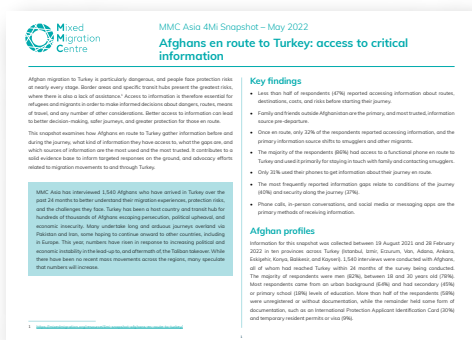 Mixed
Migration
Centre
MMC Asia 4Mi Snapshot – May 2022
Afghans en route to Turkey: access to critical
information
Afghan migration to Turkey is particularly dangerous, and people face protection risks
at nearly every stage. Border areas and specific transit hubs present the greatest risks,
where there is also a lack of assistance.¹ Access to information is therefore essential for
refugees and migrants in order to make informed decisions about dangers, routes, means
of travel, and any number of other considerations. Better access to information can lead
to better decision-making, safer journeys, and greater protection for those en route.
This snapshot examines how Afghans en route to Turkey gather information before and
during the journey, what kind of information they have access to, what the gaps are, and
which sources of information are the most used and the most trusted. It contributes to a
solid evidence base to inform targeted responses on the ground, and advocacy efforts
related to migration movements to and through Turkey.
MMC Asia has interviewed 1,540 Afghans who have arrived in Turkey over the
past 24 months to better understand their migration experiences, protection risks,
and the challenges they face. Turkey has been a host country and transit hub for
hundreds of thousands of Afghans escaping persecution, political upheaval, and
economic insecurity. Many undertake long and arduous journeys overland via
Pakistan and Iran, some hoping to continue onward to other countries, including
in Europe. This year, numbers have risen in response to increasing political and
economic instability in the lead-up to, and aftermath of, the Taliban takeover. While
there have been no recent mass movements across the regions, many speculate
that numbers will increase.
1
Key findings
• Less than half of respondents (47%) reported accessing information about routes,
destinations, costs, and risks before starting their journey.
• Family and friends outside Afghanistan are the primary, and most trusted, information
source pre-departure.
• Once en route, only 22% of the respondents reported accessing information, and the
primary information source shifts to smugglers and other migrants.
• The majority of respondents (86%) had access to a functional phone en route to
Turkey and used it primarily for staying in touch with family and contacting smugglers.
• Only 31% used their phones to get information about their journey en route.
• The most frequently reported information gaps relate to conditions of the journey
(40%) and security along the journey (37%).
• Phone calls, in-person conversations, and social media or messaging apps are the
primary methods of receiving information.
Afghan profiles
Information for this snapshot was collected between 19 August 2021 and 28 February
2022 in ten provinces across Turkey (Istanbul, Izmir, Erzurum, Van, Adana, Ankara,
Eskişehir, Konya, Balıkesir, and Kayseri). 1,540 interviews were conducted with Afghans,
all of whom had reached Turkey within 24 months of the survey being conducted.
The majority of respondents were men (82%), between 18 and 30 years old (78%).
Most respondents came from an urban background (64%) and had secondary (45%)
or primary school (18%) levels of education. More than half of the respondents (58%)
were unregistered or without documentation, while the remainder held some form of
documentation, such as an International Protection Applicant Identification Card (30%)
and temporary resident permits or visa (9%).
1